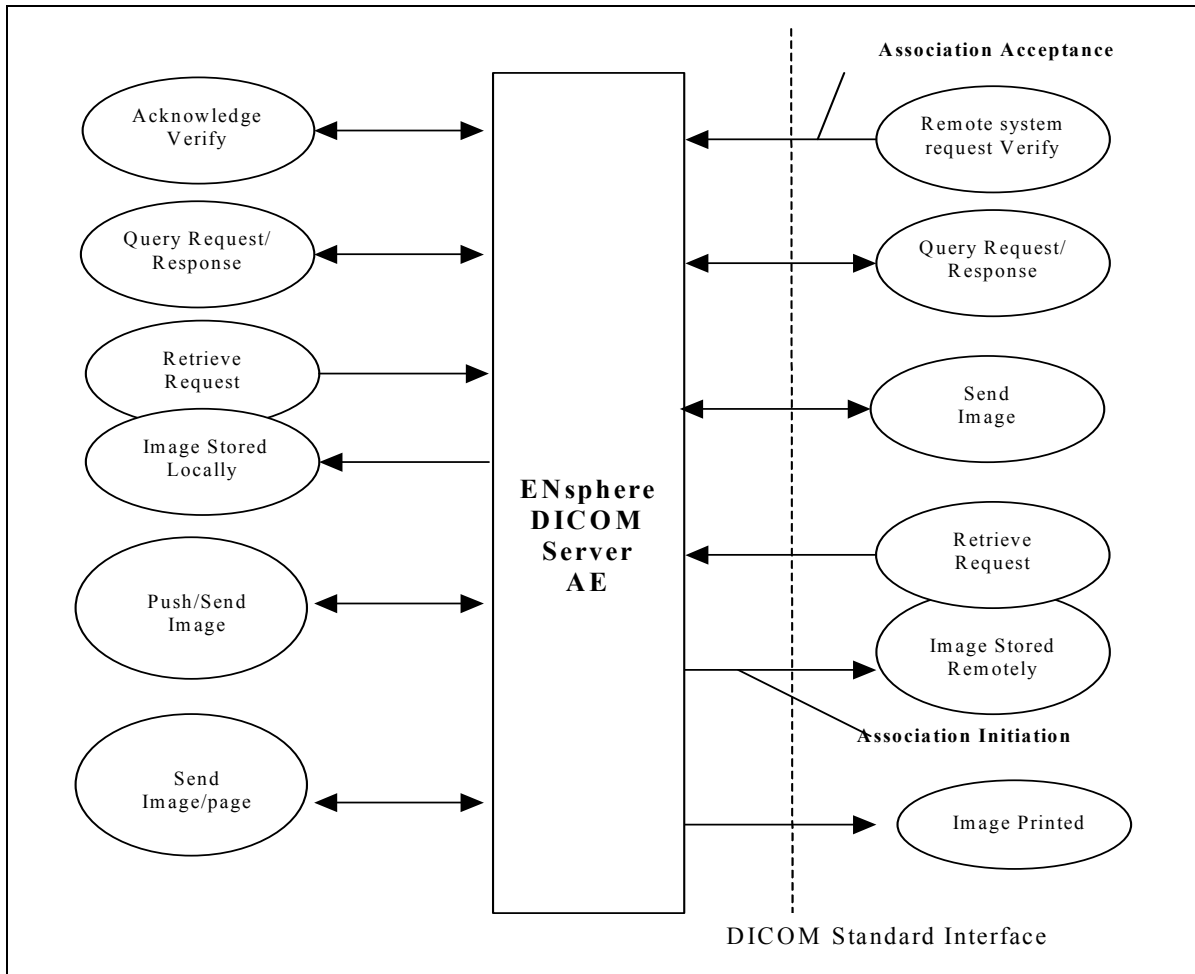 Association Acceptance
Acknowledge
Verify
Remote system
request Verify
Query Request/
Response
Query Request/
Response
Retrieve
Request
Send
Image
Image Stored
Locally
ENsphere
DICOM
Server
AE
Retrieve
Request
Push/Send
Image
Image Stored
Remotely
Association Initiation
Send
Image/page
Image Printed
DICOM Standard Interface